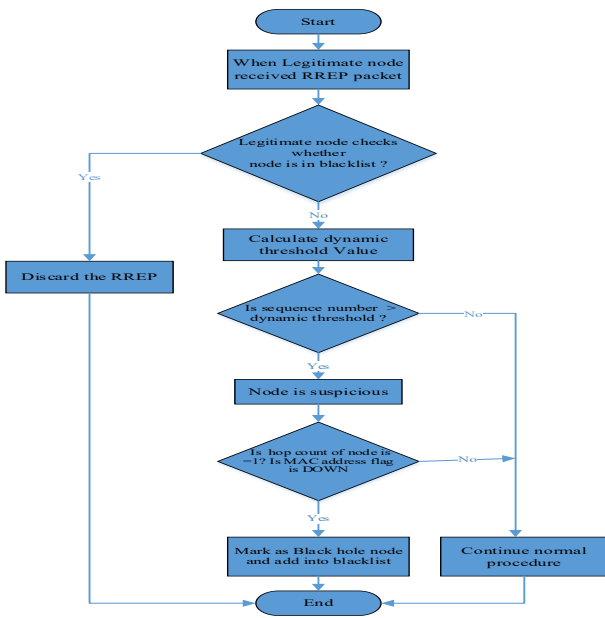 Start
When Legitimate node
received RREP packet
Legitimate node checks
whether
node is in blacklist ?
Yes
No
Calculate dynamic
threshold Value
Discard the RREP
Is sequence number >
dynamic threshold ?
No
Yes
Node is suspicious
Is hop count of node is
=1? Is MAC address flag
is DOWN
No
Yes
Mark as Black hole node
and add into blacklist
Continue normal
procedure
End